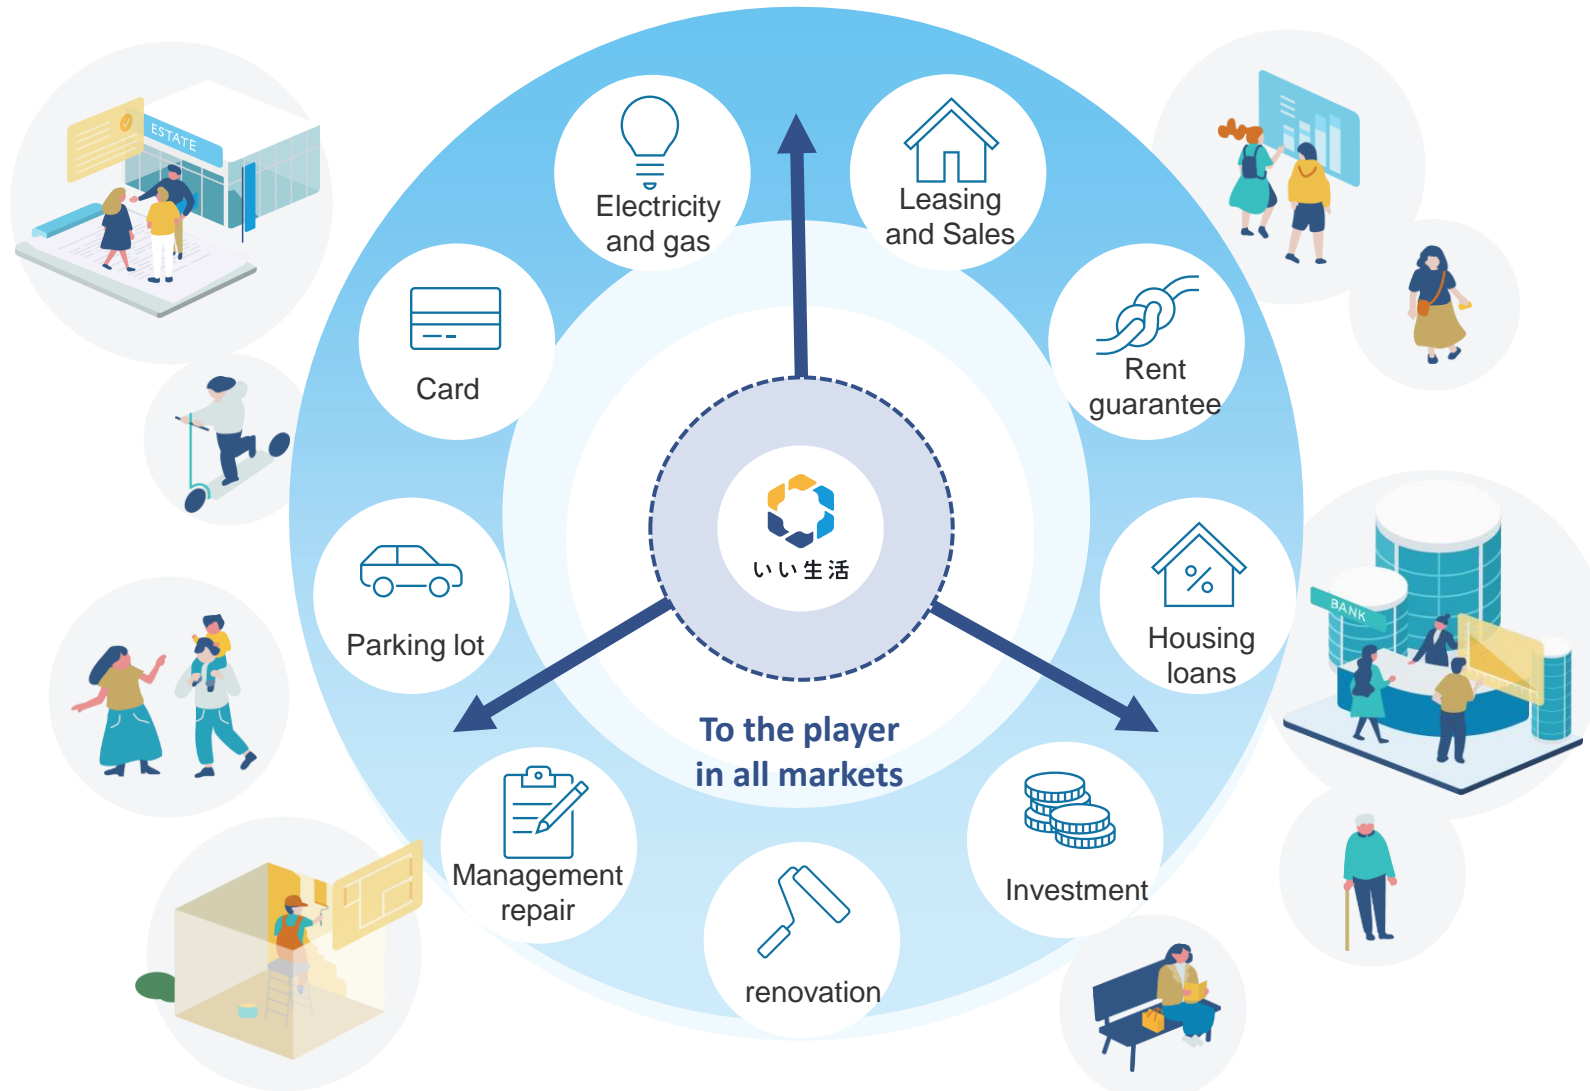 ESTATE
Electricity
and gas
Leasing
and Sales
Card
Rent
guarantee
いい生活
Parking lot
Housing
loans
BANK
To the player
in all markets
Management
repair
Investment
renovation